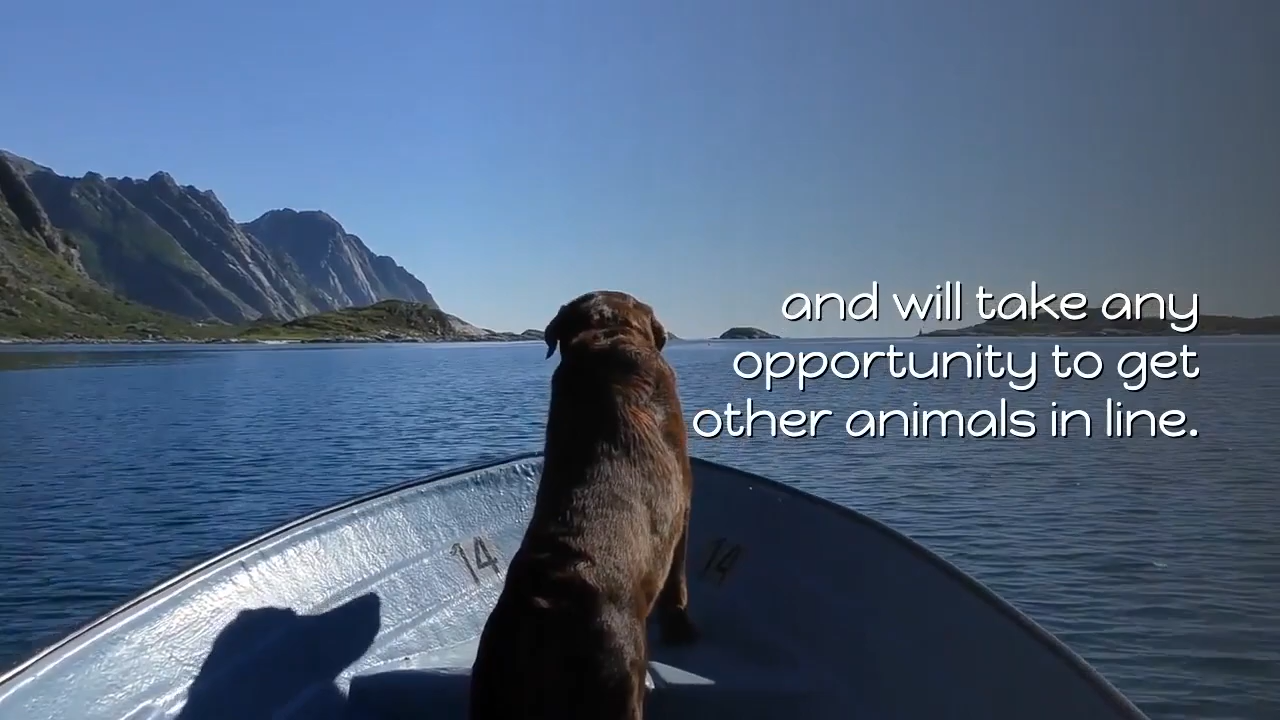 and will take any
opportunity to get
other animals in line.
14
14